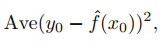 Ave(y₀ − f̂(x₀))²,